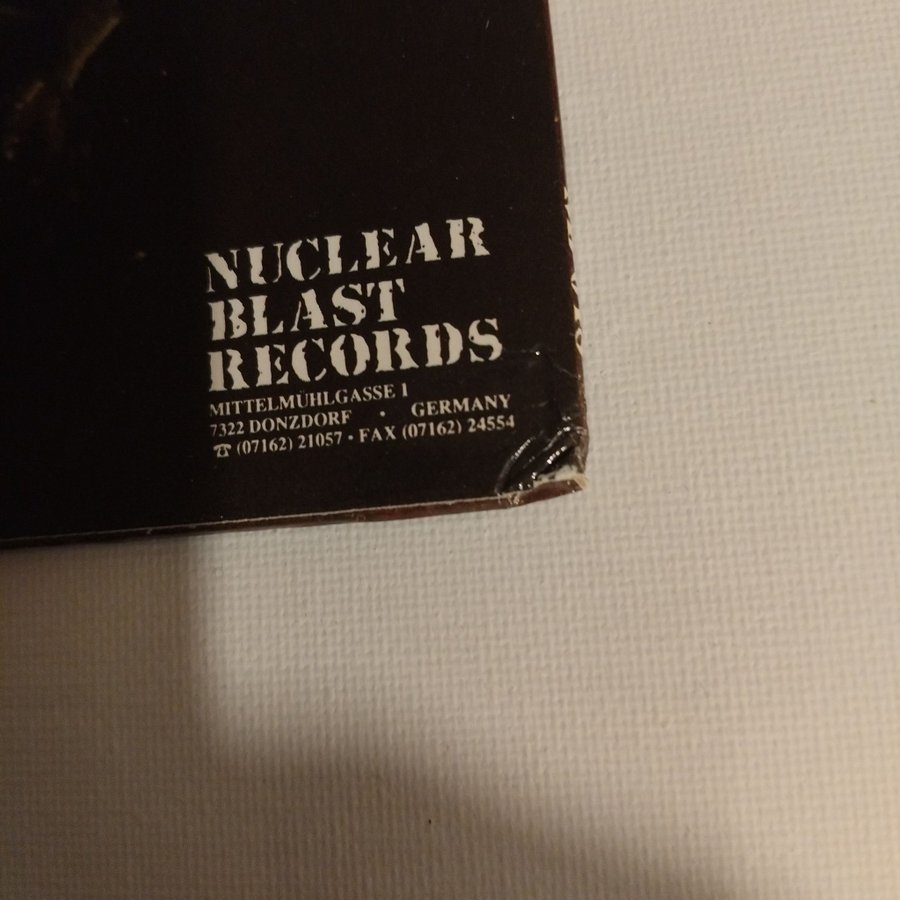 NUCLEAR
BLAST
RECORDS
MITTELMÜHLGASSE 1
7322 DONZDORF • GERMANY
☎ (07162) 21057 • FAX (07162) 24554